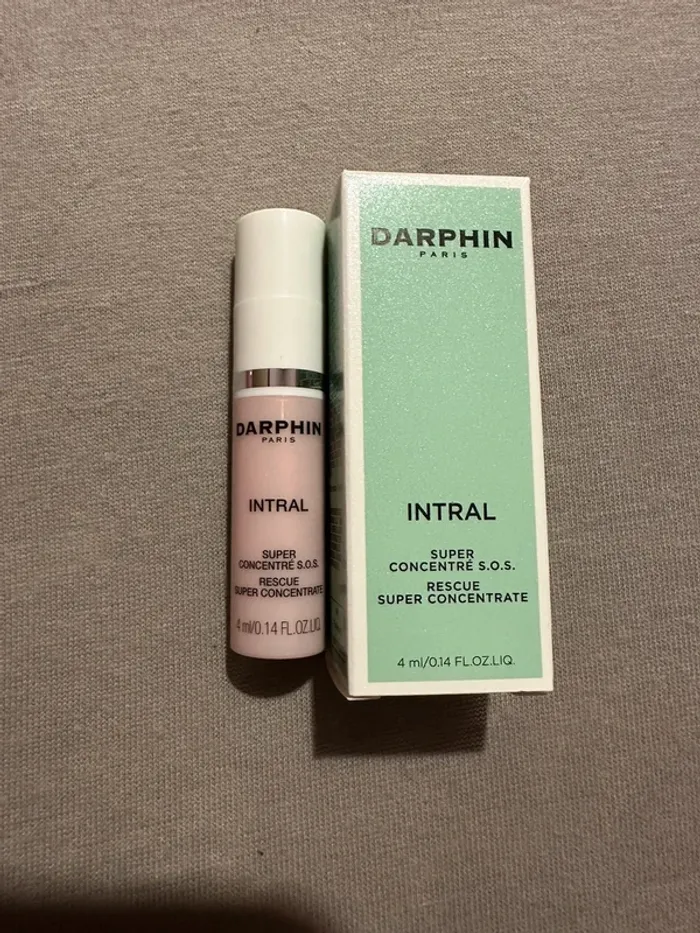 DARPHIN
PARIS
INTRAL
SUPER
CONCENTRÉ S.O.S.
RESCUE
SUPER CONCENTRATE
4 ml/0.14 FL.OZ.LIQ.
DARPHIN
PARIS
INTRAL
SUPER
CONCENTRÉ S.O.S.
RESCUE
SUPER CONCENTRATE
4 ml/0.14 FL.OZ.LIQ.